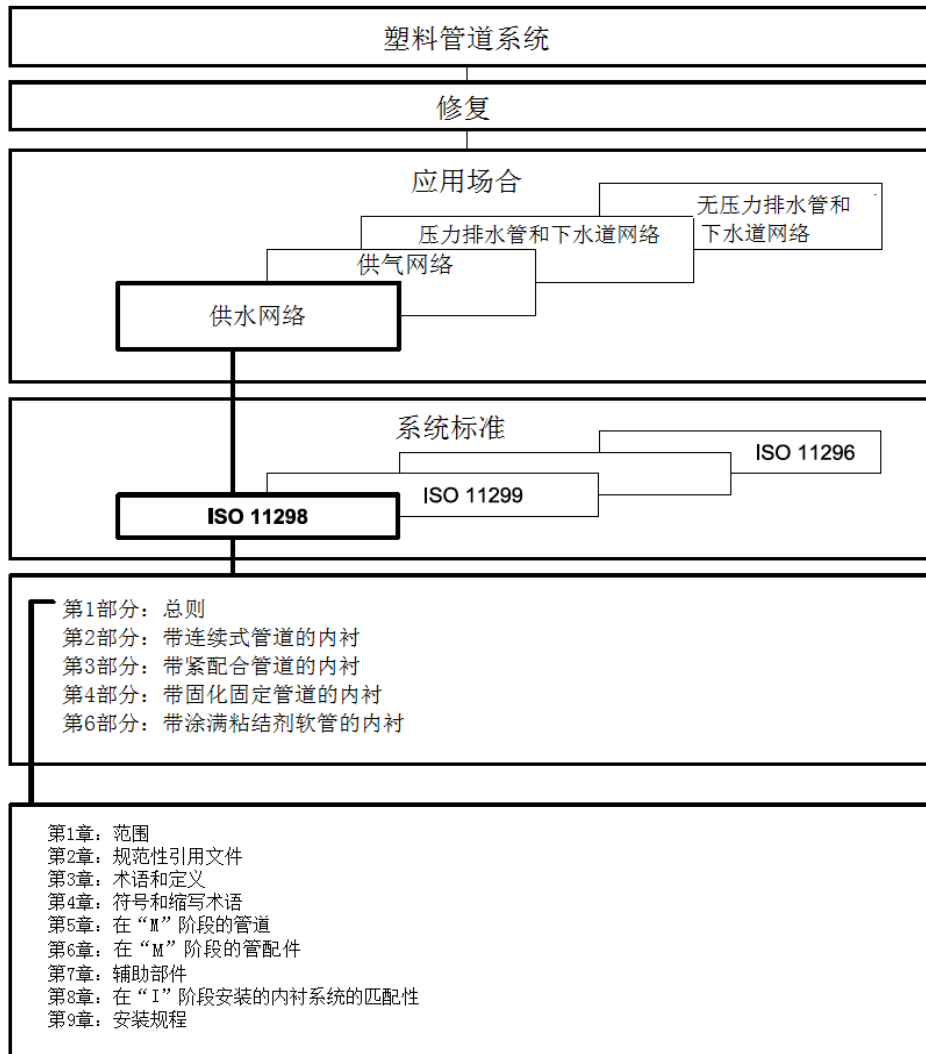 塑料管道系统
修复
应用场合
无压力排水管和
下水道网络
压力排水管和下水道网络
供气网络
供水网络
系统标准
ISO 11296
ISO 11299
ISO 11298
第1部分：总则
第2部分：带连续式管道的内衬
第3部分：带紧配合管道的内衬
第4部分：带固化固定管道的内衬
第6部分：带涂满粘结剂软管的内衬
第1章：范围
第2章：规范性引用文件
第3章：术语和定义
第4章：符号和缩写术语
第5章：在“M”阶段的管道
第6章：在“M”阶段的管配件
第7章：辅助部件
第8章：在“I”阶段安装的内衬系统的匹配性
第9章：安装规程